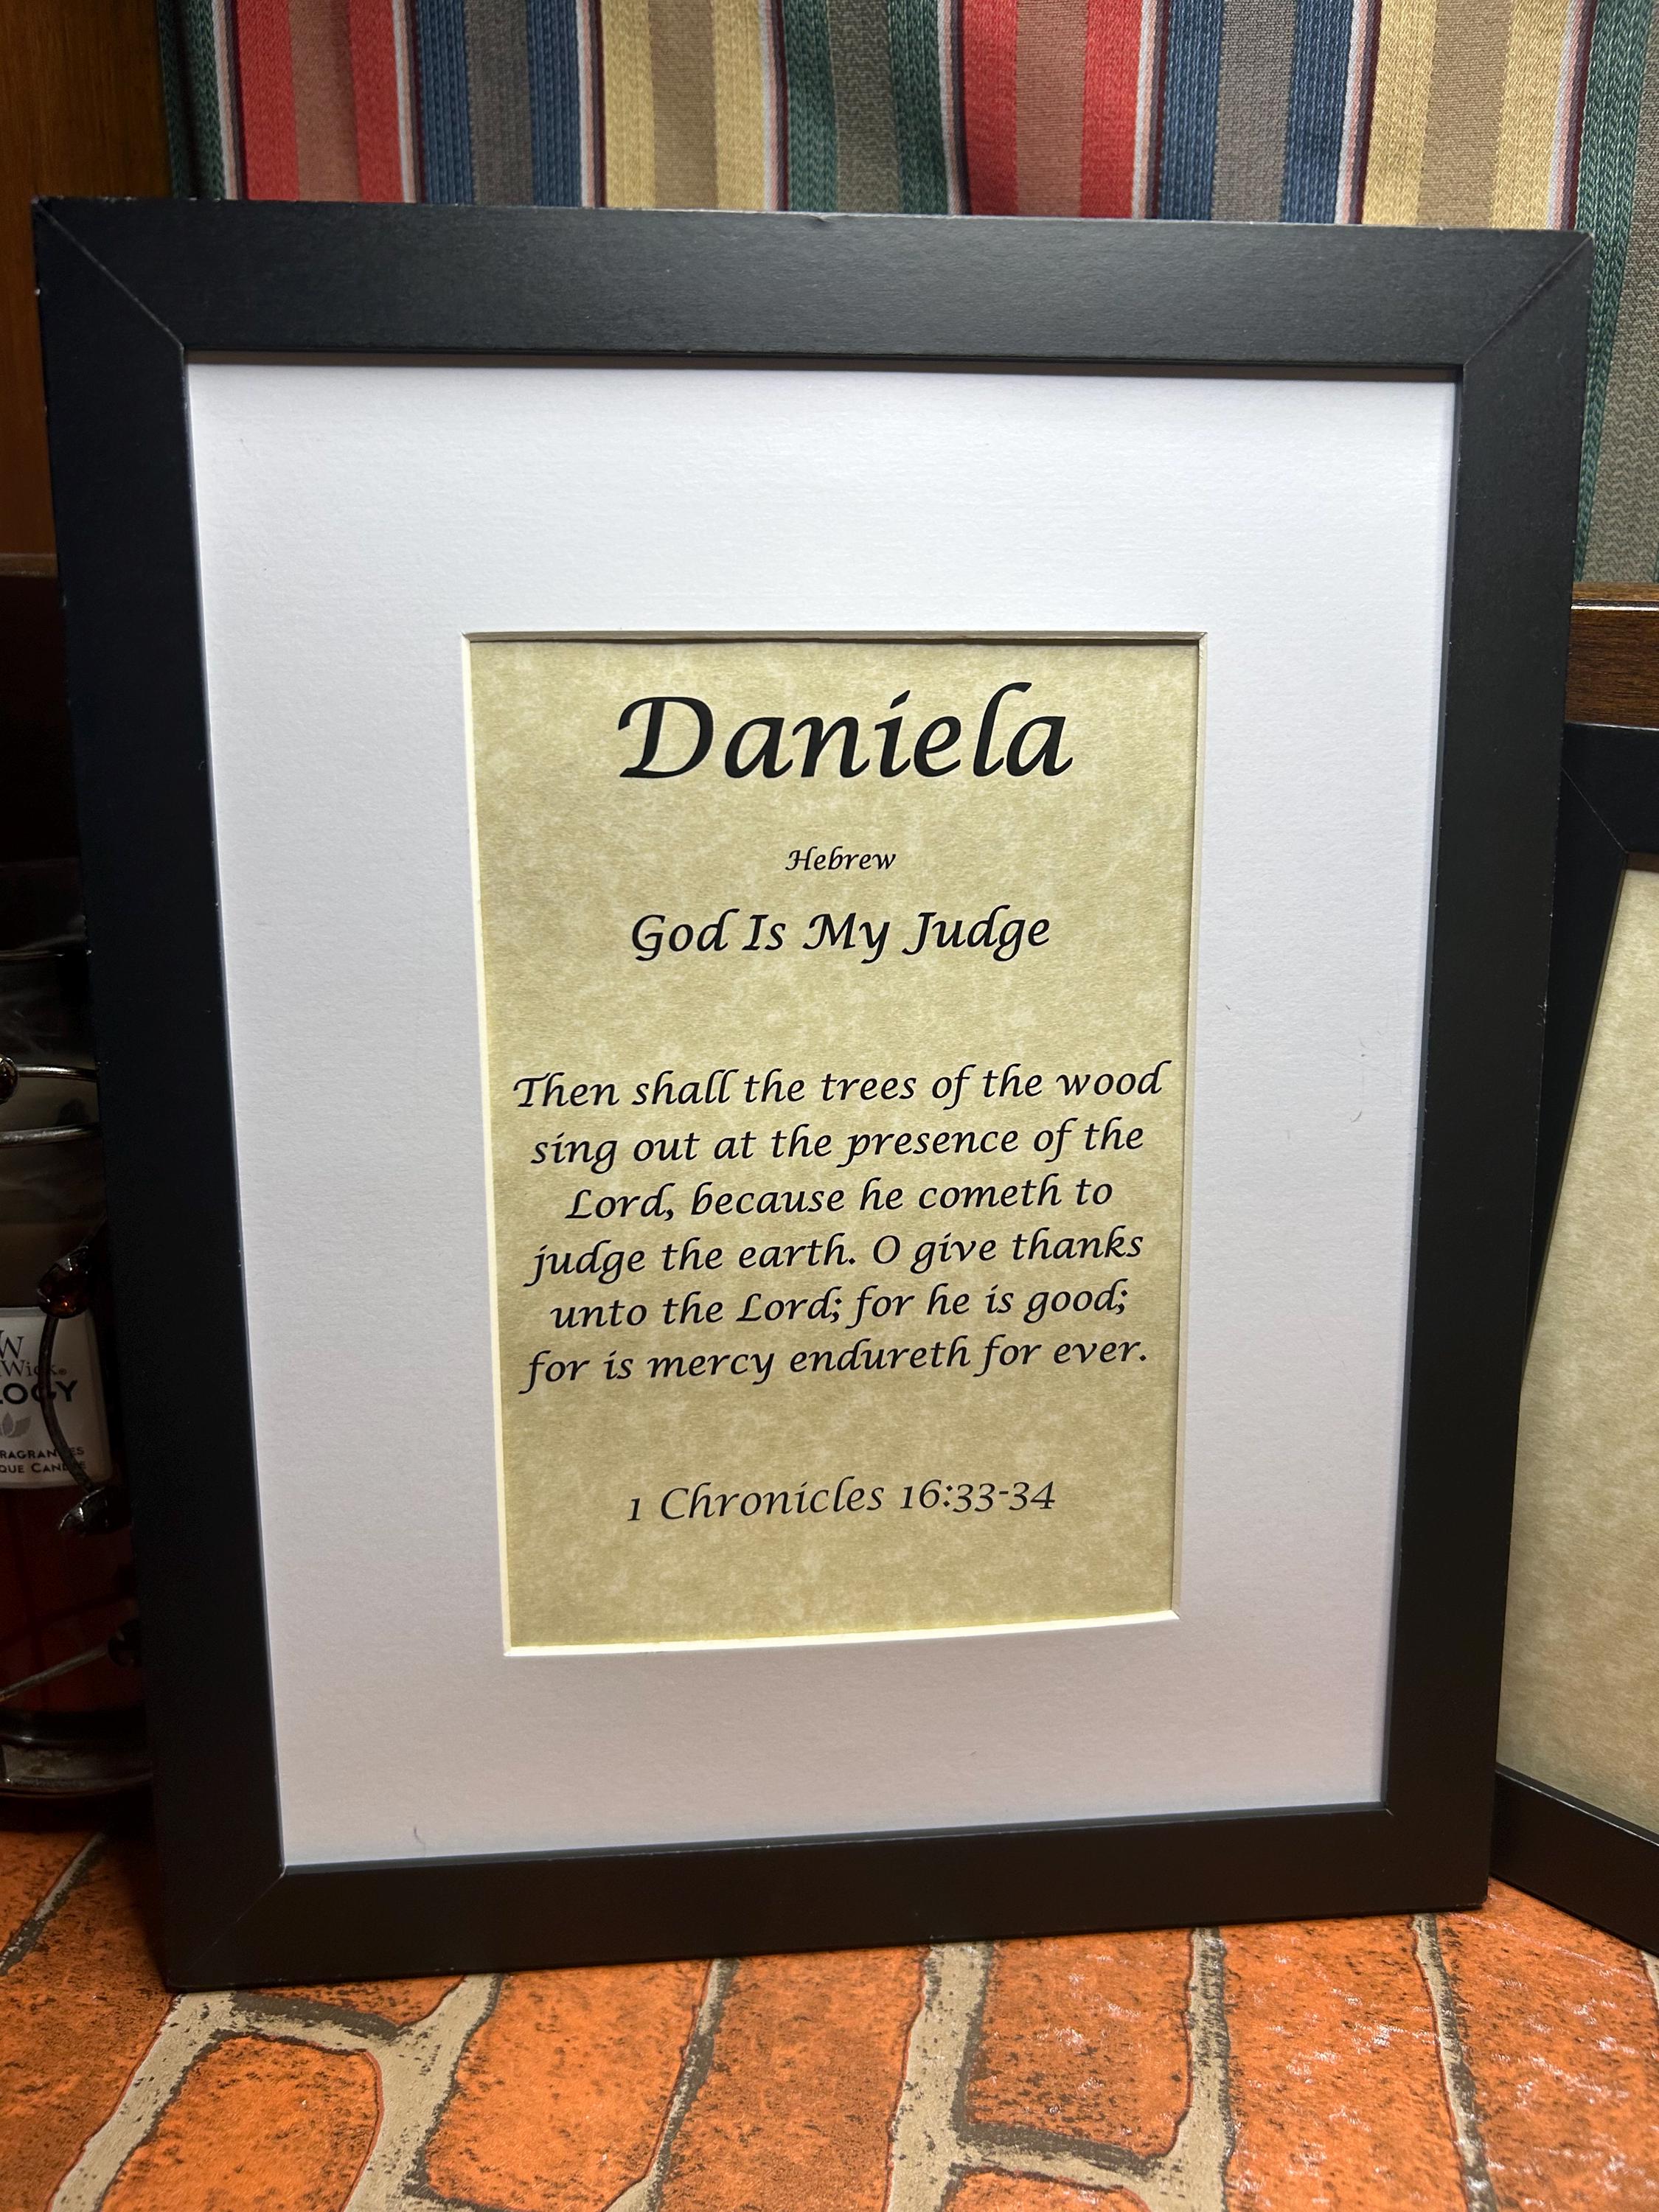 Daniela
Hebrew
God Is My Judge
Then shall the trees of the wood
sing out at the presence of the
Lord, because he cometh to
judge the earth. O give thanks
unto the Lord; for he is good;
for is mercy endureth for ever.
1 Chronicles 16:33-34